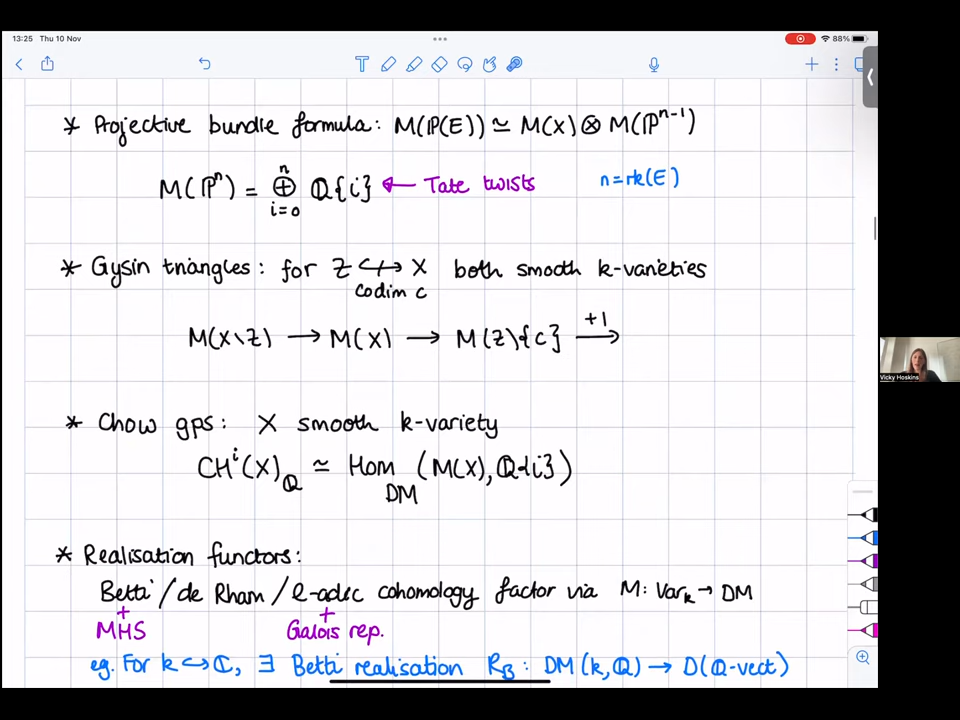 13:25 Thu 10 Nov
88%
* Projective bundle formula: M(ℙ(E)) ≃ M(X) ⊗ M(ℙⁿ⁻¹)
M(ℙⁿ) = ⊕_{i=0}^{n} ℚ{i} ← Tate twists
n = rk(E)
* Gysin triangles: for Z ↪ X both smooth k-varieties
codim c
M(X\Z) → M(X) → M(Z){c} →^{+1}
* Chow gps: X smooth k-variety
CHⁱ(X)_ℚ ≃ Hom_{DM} (M(X), ℚ{i})
* Realisation functors:
Betti / de Rham / ℓ-adic cohomology factor via M: Var_k → DM
+ +
MHS Galois rep.
eg. For k ↪ ℂ, ∃ Betti realisation R_B : DM(k,ℚ) → D(ℚ-vect)
Vicky Hoskins